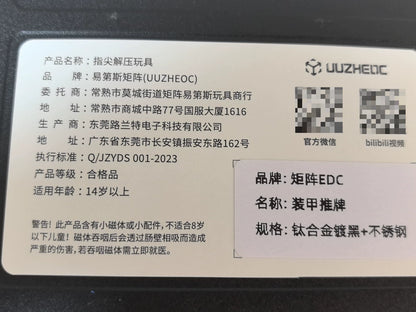 产品名称：指尖解压玩具
品 牌：易第斯矩阵(UUZHEOC)
委 托 商：常熟市莫城街道矩阵易第斯玩具商行
地 址：常熟市商城中路77号国服大厦1616
生 产 商：东莞路兰特电子科技有限公司
地 址：广东省东莞市长安镇振安东路162号
执行标准：Q/JZYDS 001-2023
产品等级：合格品
适用年龄：14岁以上
警告！此产品含有小磁体或小配件，不适合8岁
以下儿童！磁体吞咽后会透过肠壁相吸而造成
严重的伤害，若吞咽磁体需立即就医。
UUZHEOC
官方微信
bilibili视频
品牌：矩阵EDC
名称：装甲推牌
规格：钛合金镀黑+不锈钢